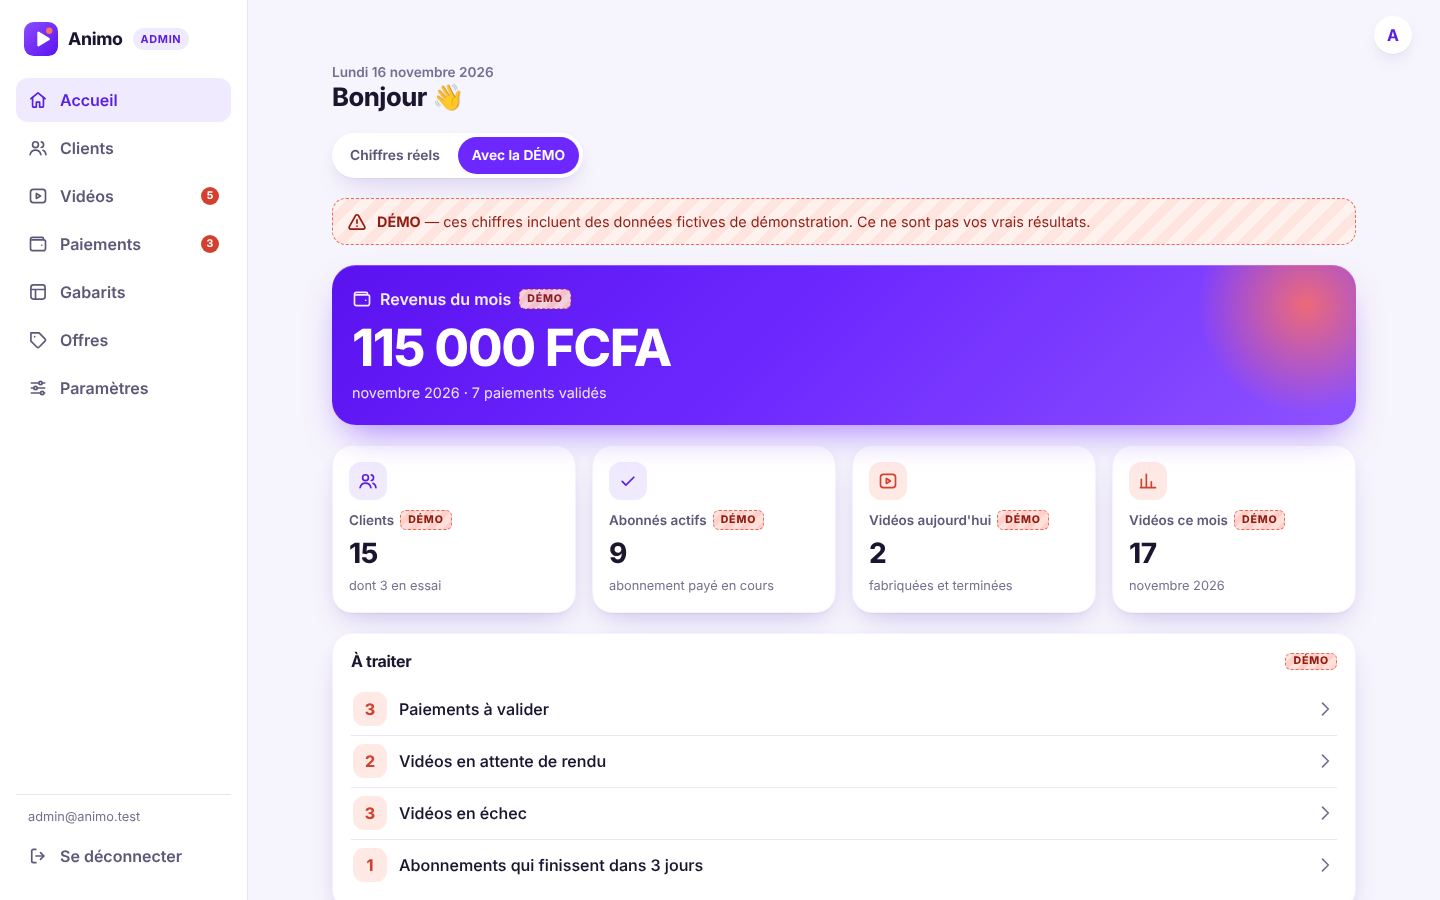 Animo ADMIN
Accueil
Clients
Vidéos 5
Paiements 3
Gabarits
Offres
Paramètres
admin@animo.test
Se déconnecter
A
Lundi 16 novembre 2026
Bonjour 👋
Chiffres réels Avec la DÉMO
DÉMO — ces chiffres incluent des données fictives de démonstration. Ce ne sont pas vos vrais résultats.
Revenus du mois DÉMO
115 000 FCFA
novembre 2026 · 7 paiements validés
Clients DÉMO
15
dont 3 en essai
Abonnés actifs DÉMO
9
abonnement payé en cours
Vidéos aujourd'hui DÉMO
2
fabriquées et terminées
Vidéos ce mois DÉMO
17
novembre 2026
À traiter DÉMO
3 Paiements à valider
2 Vidéos en attente de rendu
3 Vidéos en échec
1 Abonnements qui finissent dans 3 jours